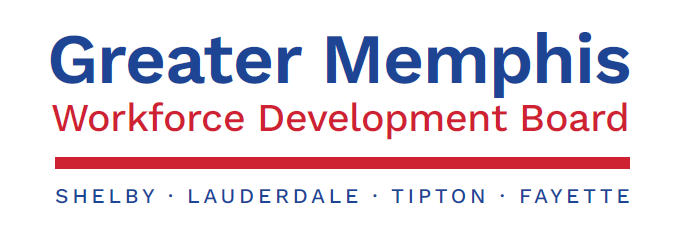 Greater Memphis
Workforce Development Board
SHELBY · LAUDERDALE · TIPTON · FAYETTE